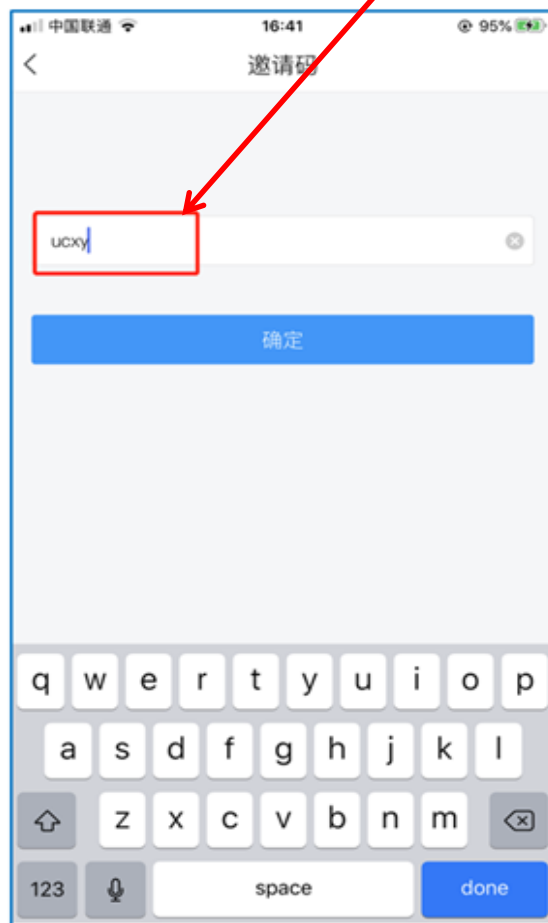 中国联通 16:41 95%
邀请码
ucxy
确定
q w e r t y u i o p
a s d f g h j k l
z x c v b n m
123 space done